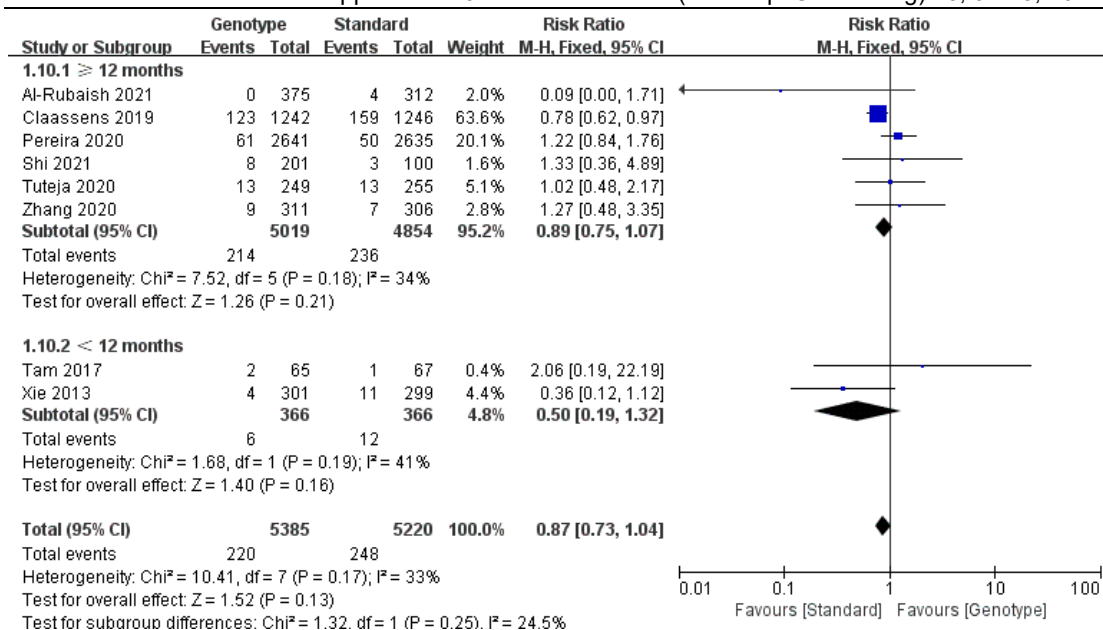 Genotype Standard Risk Ratio Risk Ratio
Study or Subgroup Events Total Events Total Weight M-H, Fixed, 95% CI M-H, Fixed, 95% CI
1.10.1 ≥ 12 months
Al-Rubaish 2021 0 375 4 312 2.0% 0.09 [0.00, 1.71]
Claassens 2019 123 1242 159 1246 63.6% 0.78 [0.62, 0.97]
Pereira 2020 61 2641 50 2635 20.1% 1.22 [0.84, 1.76]
Shi 2021 8 201 3 100 1.6% 1.33 [0.36, 4.89]
Tuteja 2020 13 249 13 255 5.1% 1.02 [0.48, 2.17]
Zhang 2020 9 311 7 306 2.8% 1.27 [0.48, 3.35]
Subtotal (95% CI) 5019 4854 95.2% 0.89 [0.75, 1.07]
Total events 214 236
Heterogeneity: Chi² = 7.52, df = 5 (P = 0.18); I² = 34%
Test for overall effect: Z = 1.26 (P = 0.21)
1.10.2 < 12 months
Tam 2017 2 65 1 67 0.4% 2.06 [0.19, 22.19]
Xie 2013 4 301 11 299 4.4% 0.36 [0.12, 1.12]
Subtotal (95% CI) 366 366 4.8% 0.50 [0.19, 1.32]
Total events 6 12
Heterogeneity: Chi² = 1.68, df = 1 (P = 0.19); I² = 41%
Test for overall effect: Z = 1.40 (P = 0.16)
Total (95% CI) 5385 5220 100.0% 0.87 [0.73, 1.04]
Total events 220 248
Heterogeneity: Chi² = 10.41, df = 7 (P = 0.17); I² = 33%
Test for overall effect: Z = 1.52 (P = 0.13)
Test for subgroup differences: Chi² = 1.32, df = 1 (P = 0.25), I² = 24.5%
0.01 0.1 1 10 100
Favours [Standard] Favours [Genotype]